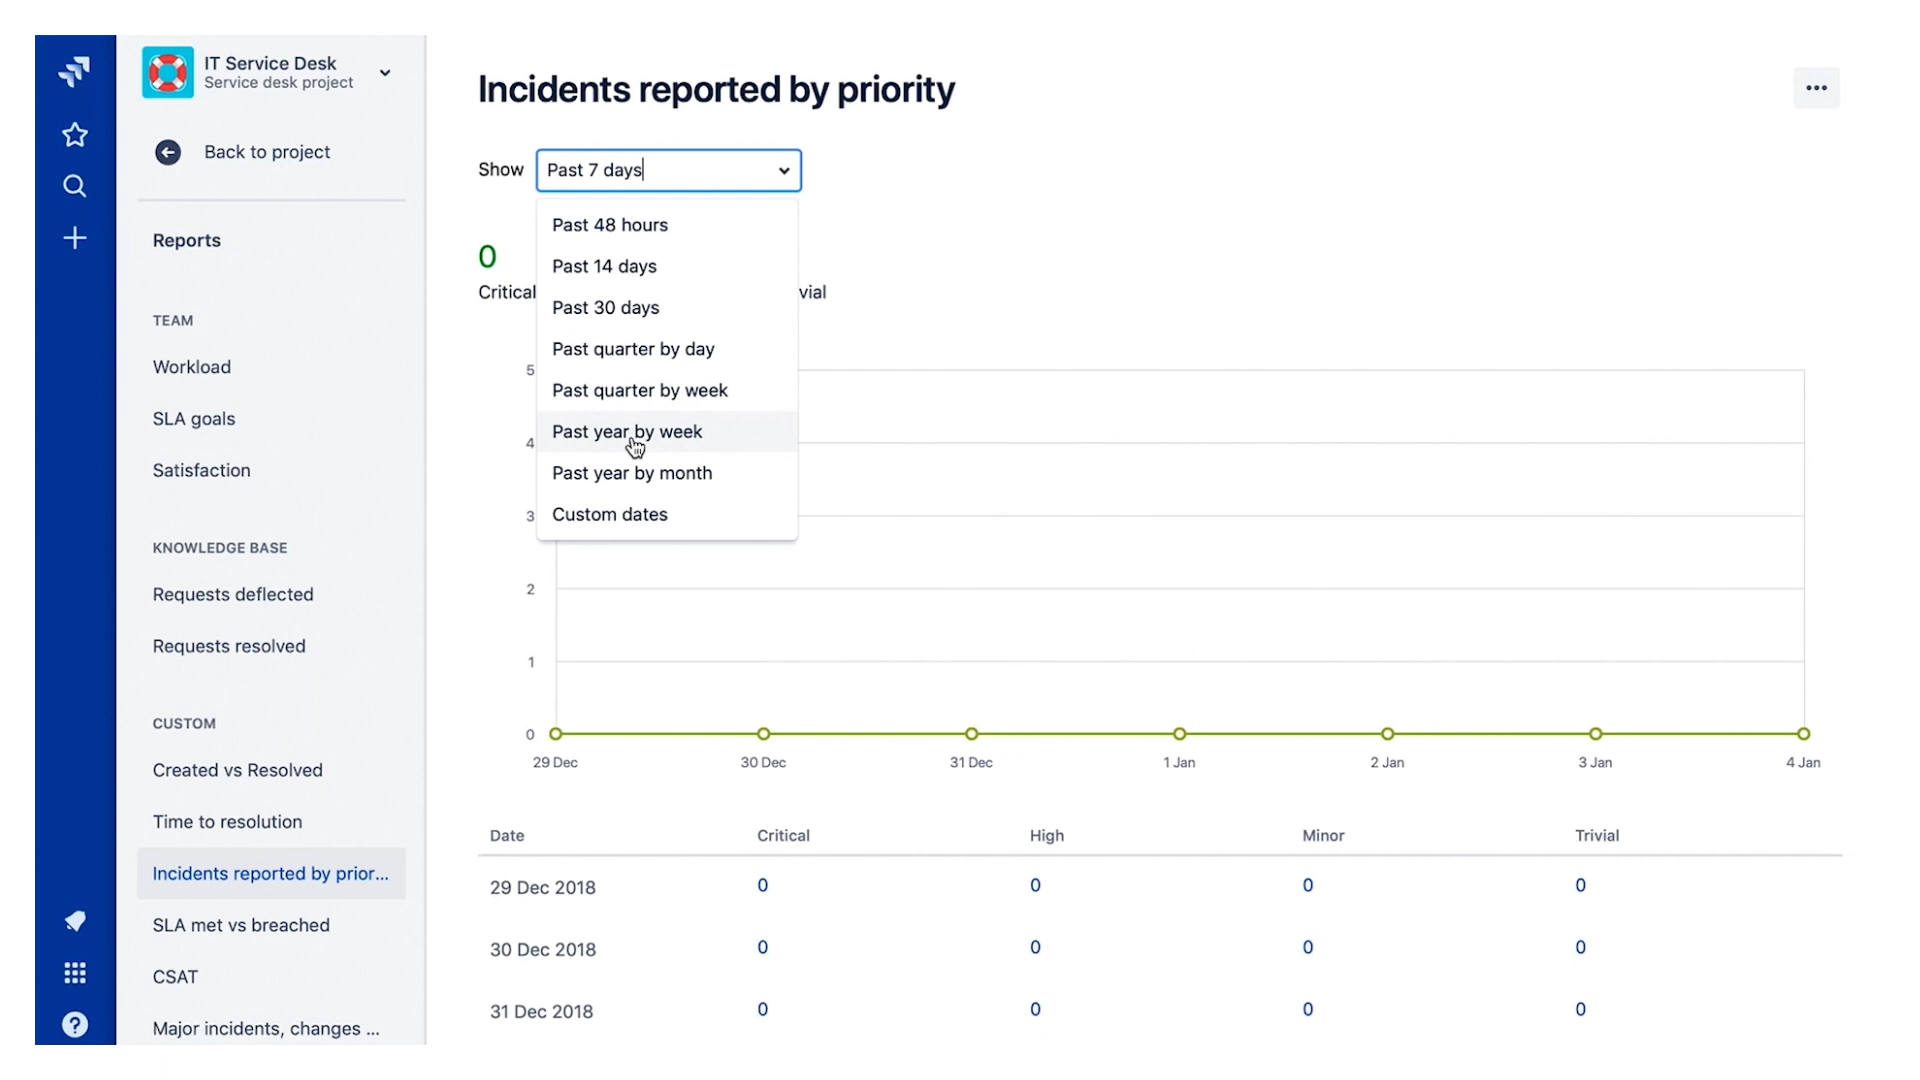 IT Service Desk
Service desk project
Back to project
Reports
TEAM
Workload
SLA goals
Satisfaction
KNOWLEDGE BASE
Requests deflected
Requests resolved
CUSTOM
Created vs Resolved
Time to resolution
Incidents reported by prior...
SLA met vs breached
CSAT
Major incidents, changes ...
Incidents reported by priority
Show Past 7 days
Past 48 hours
Past 14 days
Past 30 days
Past quarter by day
Past quarter by week
Past year by week
Past year by month
Custom dates
0
Critical vial
5
4
3
2
1
0
29 Dec 30 Dec 31 Dec 1 Jan 2 Jan 3 Jan 4 Jan
Date Critical High Minor Trivial
29 Dec 2018 0 0 0 0
30 Dec 2018 0 0 0 0
31 Dec 2018 0 0 0 0